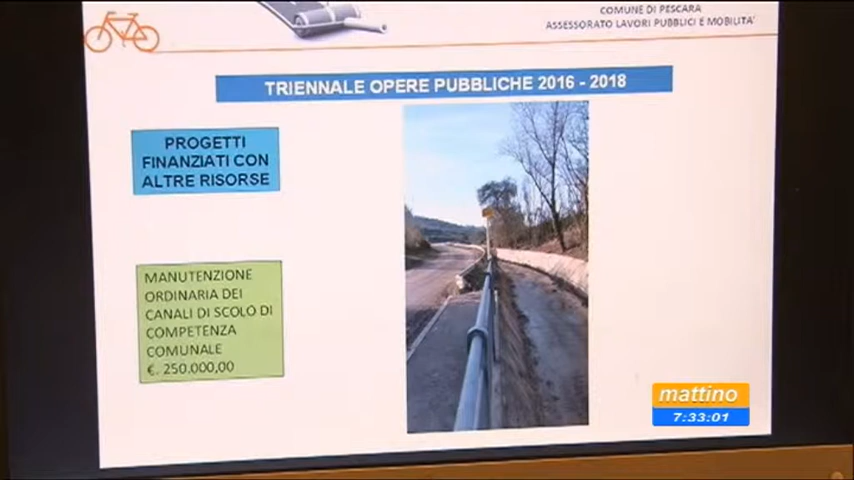 COMUNE DI PESCARA
ASSESSORATO LAVORI PUBBLICI E MOBILITA'
TRIENNALE OPERE PUBBLICHE 2016 - 2018
PROGETTI
FINANZIATI CON
ALTRE RISORSE
MANUTENZIONE
ORDINARIA DEI
CANALI DI SCOLO DI
COMPETENZA
COMUNALE
€. 250.000,00
mattino
7:33:01